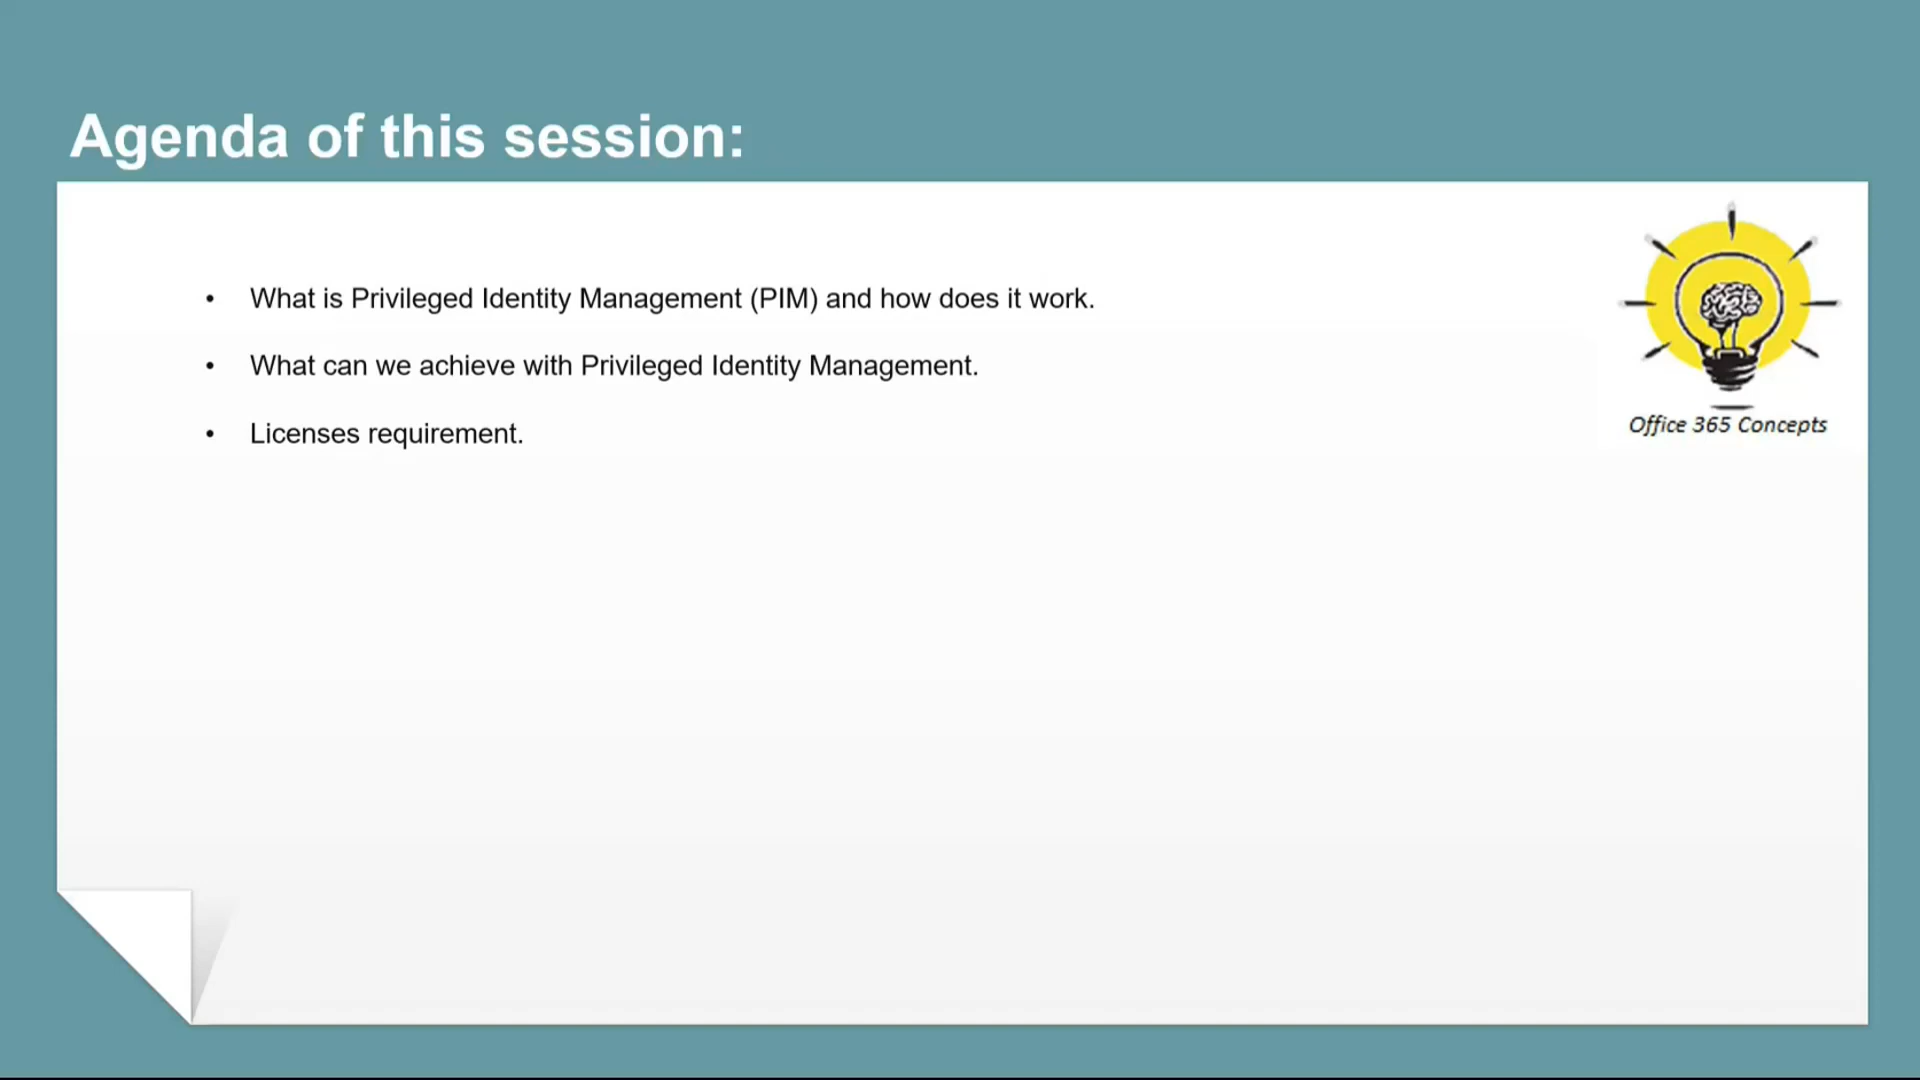 Agenda of this session:
• What is Privileged Identity Management (PIM) and how does it work.
• What can we achieve with Privileged Identity Management.
• Licenses requirement.
Office 365 Concepts